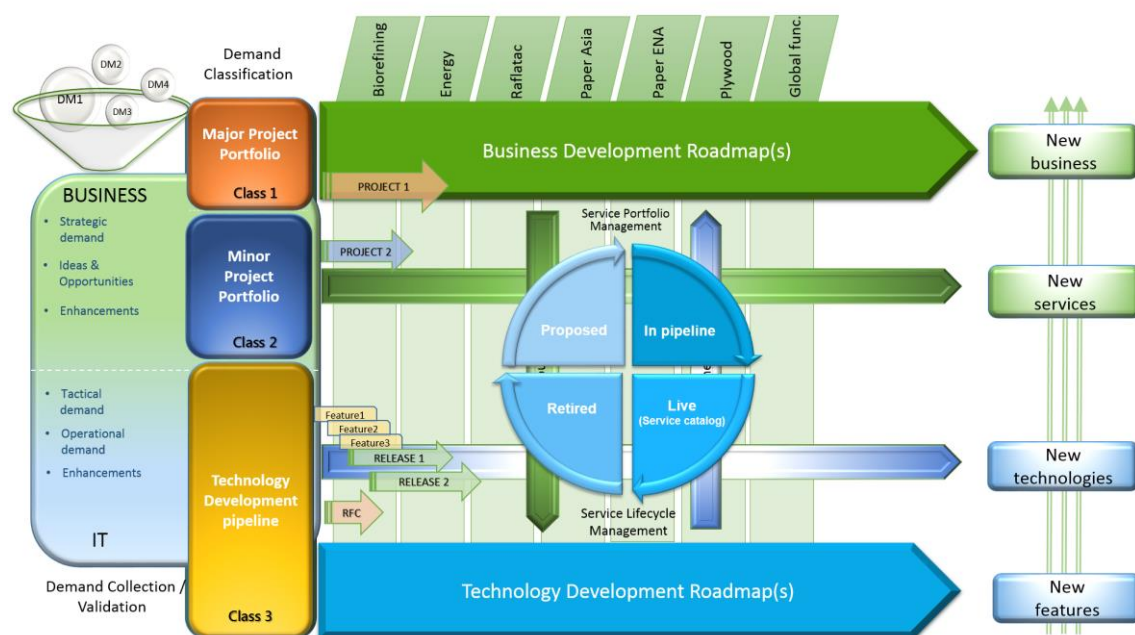 DM2
DM4
DM1
DM3
Demand
Classification
Biorefining
Energy
Raflatac
Paper Asia
Paper ENA
Plywood
Global func.
Major Project
Portfolio
Class 1
Business Development Roadmap(s)
PROJECT 1
New
business
BUSINESS
• Strategic
demand
• Ideas &
Opportunities
• Enhancements
Minor
Project
Portfolio
Class 2
PROJECT 2
Service Portfolio
Management
Proposed
In pipeline
Retired
Live
(Service catalog)
Service Lifecycle
Management
New
services
• Tactical
demand
• Operational
demand
• Enhancements
IT
Demand Collection /
Validation
Technology
Development
pipeline
Class 3
Feature1
Feature2
Feature3
RELEASE 1
RELEASE 2
RFC
New
technologies
Technology Development Roadmap(s)
New
features